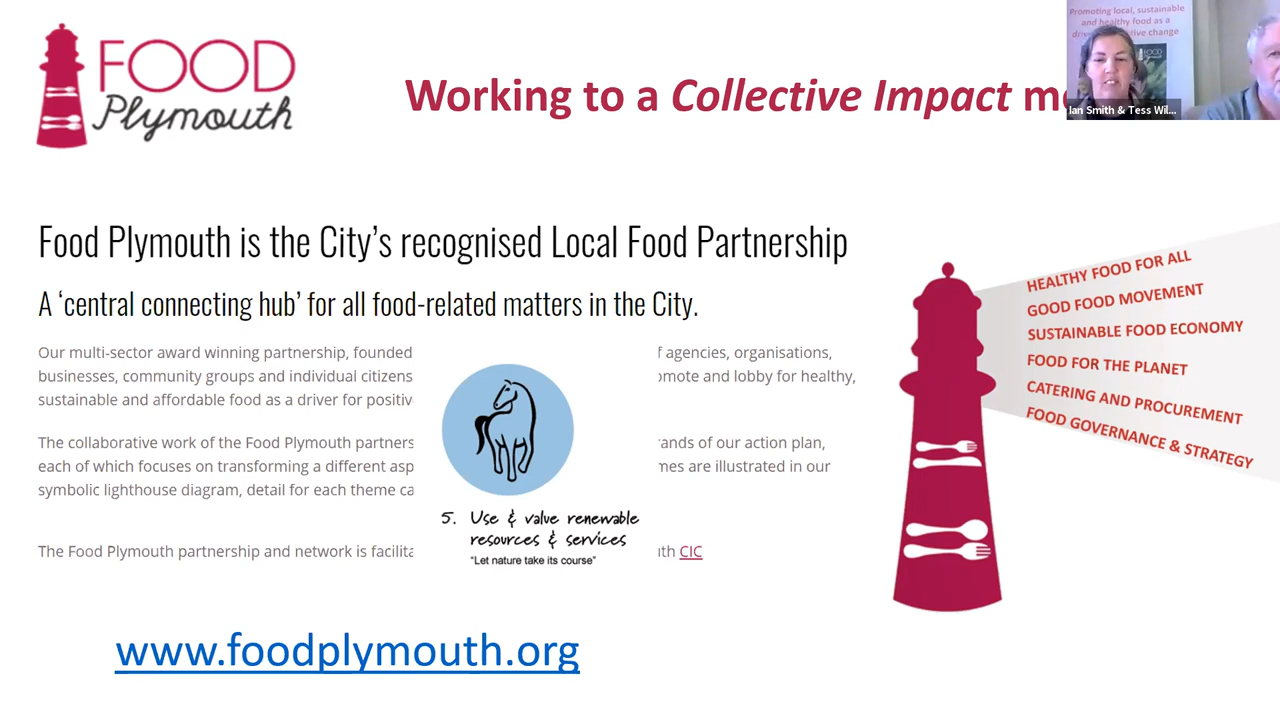 FOOD
Plymouth
Working to a Collective Impact
Promoting local, sustainable
and healthy food as a
change
Ian Smith & Tess Wil...
Food Plymouth is the City's recognised Local Food Partnership
A 'central connecting hub' for all food-related matters in the City.
Our multi-sector award winning partnership, founded
f agencies, organisations,
businesses, community groups and individual citizens
omote and lobby for healthy,
sustainable and affordable food as a driver for positiv
The collaborative work of the Food Plymouth partners
rands of our action plan,
each of which focuses on transforming a different asp
mes are illustrated in our
symbolic lighthouse diagram, detail for each theme ca
The Food Plymouth partnership and network is facilita
uth CIC
5. Use & value renewable
resources & services
"Let nature take its course"
HEALTHY FOOD FOR ALL
GOOD FOOD MOVEMENT
SUSTAINABLE FOOD ECONOMY
FOOD FOR THE PLANET
CATERING AND PROCUREMENT
FOOD GOVERNANCE & STRATEGY
www.foodplymouth.org